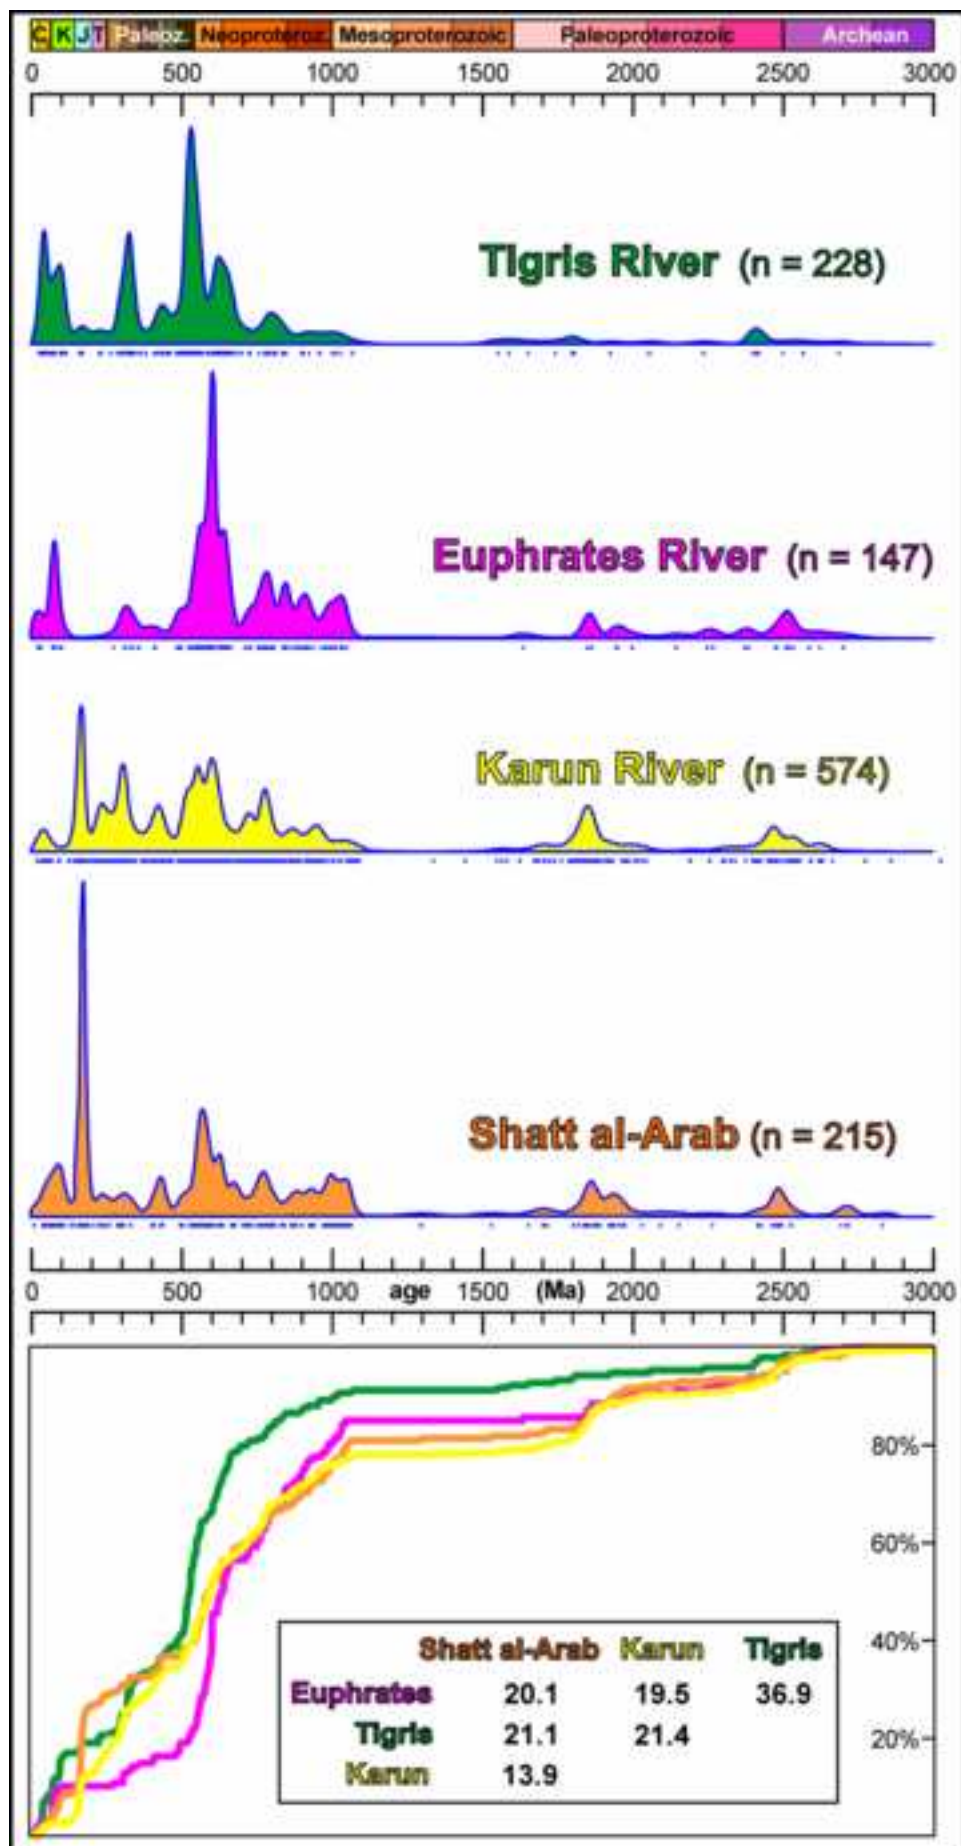 C K J T Paleoz. Neoproteroz. Mesoproterozoic Paleoproterozoic Archean
0 500 1000 1500 2000 2500 3000
Tigris River (n = 228)
Euphrates River (n = 147)
Karun River (n = 574)
Shatt al-Arab (n = 215)
0 500 1000 age 1500 (Ma) 2000 2500 3000
80%
60%
40%
20%
Shatt al-Arab Karun Tigris
Euphrates 20.1 19.5 36.9
Tigris 21.1 21.4
Karun 13.9